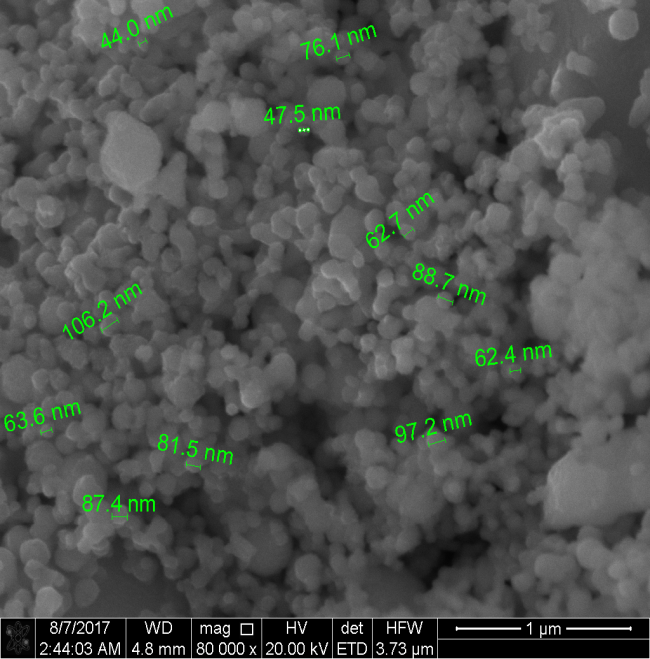 44.0 nm
76.1 nm
47.5 nm
62.7 nm
88.7 nm
106.2 nm
62.4 nm
63.6 nm
97.2 nm
81.5 nm
87.4 nm
8/7/2017 WD mag □ HV det HFW 1 µm
2:44:03 AM 4.8 mm 80 000 x 20.00 kV ETD 3.73 µm